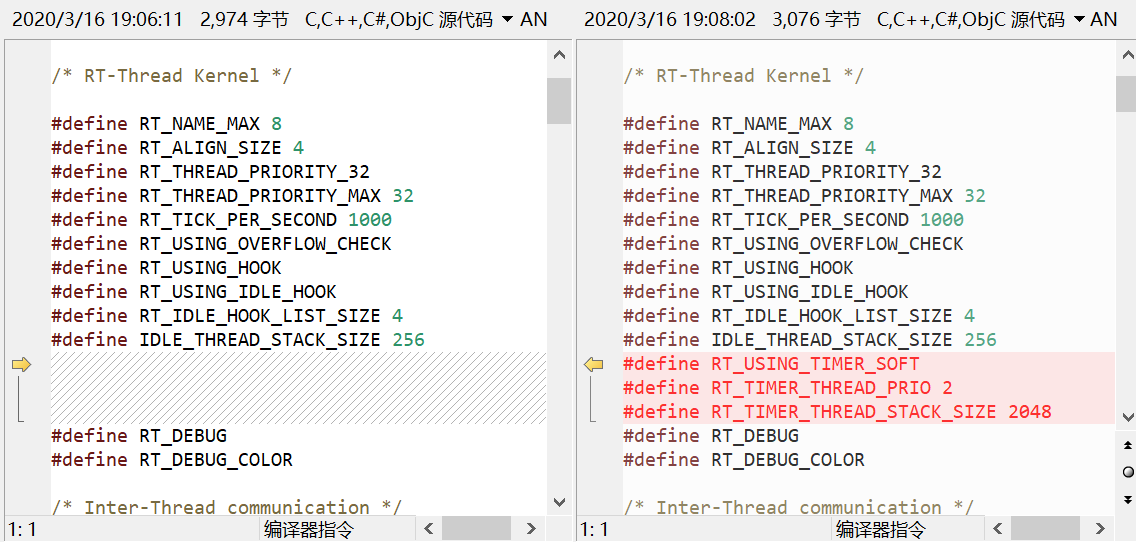 2020/3/16 19:06:11 2,974 字节 C,C++,C#,ObjC 源代码 AN
/* RT-Thread Kernel */
#define RT_NAME_MAX 8
#define RT_ALIGN_SIZE 4
#define RT_THREAD_PRIORITY_32
#define RT_THREAD_PRIORITY_MAX 32
#define RT_TICK_PER_SECOND 1000
#define RT_USING_OVERFLOW_CHECK
#define RT_USING_HOOK
#define RT_USING_IDLE_HOOK
#define RT_IDLE_HOOK_LIST_SIZE 4
#define IDLE_THREAD_STACK_SIZE 256
#define RT_DEBUG
#define RT_DEBUG_COLOR
/* Inter-Thread communication */
1: 1 编译器指令
2020/3/16 19:08:02 3,076 字节 C,C++,C#,ObjC 源代码 AN
/* RT-Thread Kernel */
#define RT_NAME_MAX 8
#define RT_ALIGN_SIZE 4
#define RT_THREAD_PRIORITY_32
#define RT_THREAD_PRIORITY_MAX 32
#define RT_TICK_PER_SECOND 1000
#define RT_USING_OVERFLOW_CHECK
#define RT_USING_HOOK
#define RT_USING_IDLE_HOOK
#define RT_IDLE_HOOK_LIST_SIZE 4
#define IDLE_THREAD_STACK_SIZE 256
#define RT_USING_TIMER_SOFT
#define RT_TIMER_THREAD_PRIO 2
#define RT_TIMER_THREAD_STACK_SIZE 2048
#define RT_DEBUG
#define RT_DEBUG_COLOR
/* Inter-Thread communication */
1: 1 编译器指令